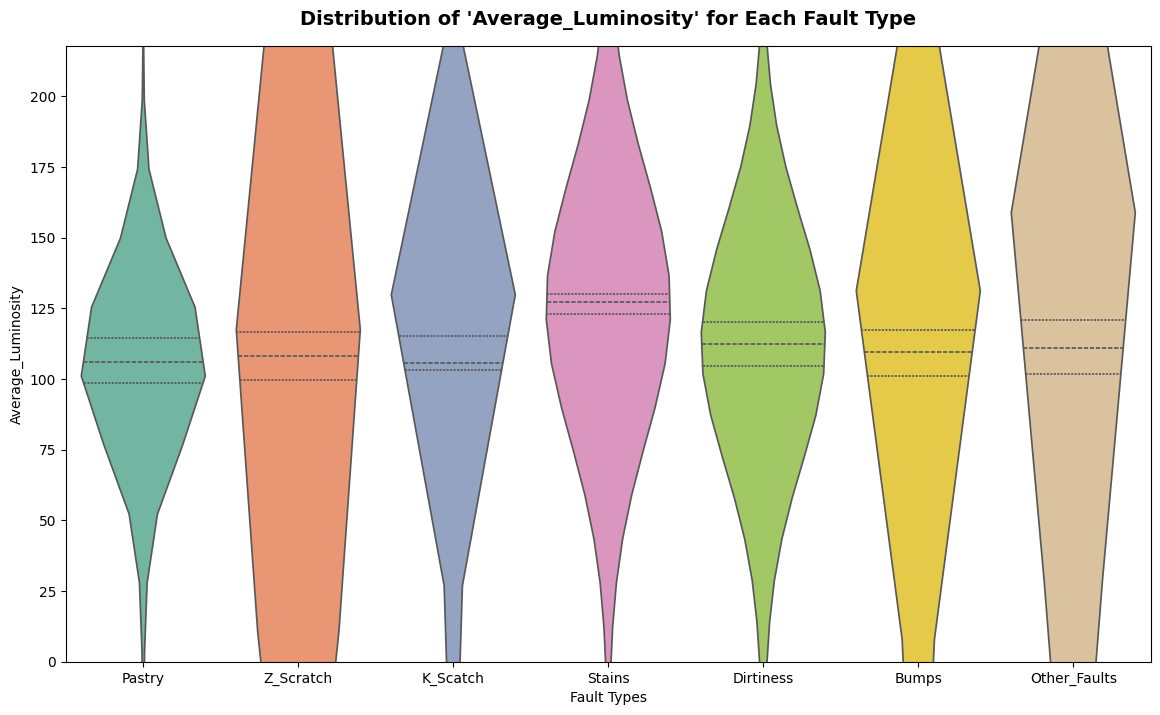 Distribution of 'Average_Luminosity' for Each Fault Type
200
175
150
125
100
75
50
25
0
Average_Luminosity
Pastry Z_Scratch K_Scatch Stains Dirtiness Bumps Other_Faults
Fault Types